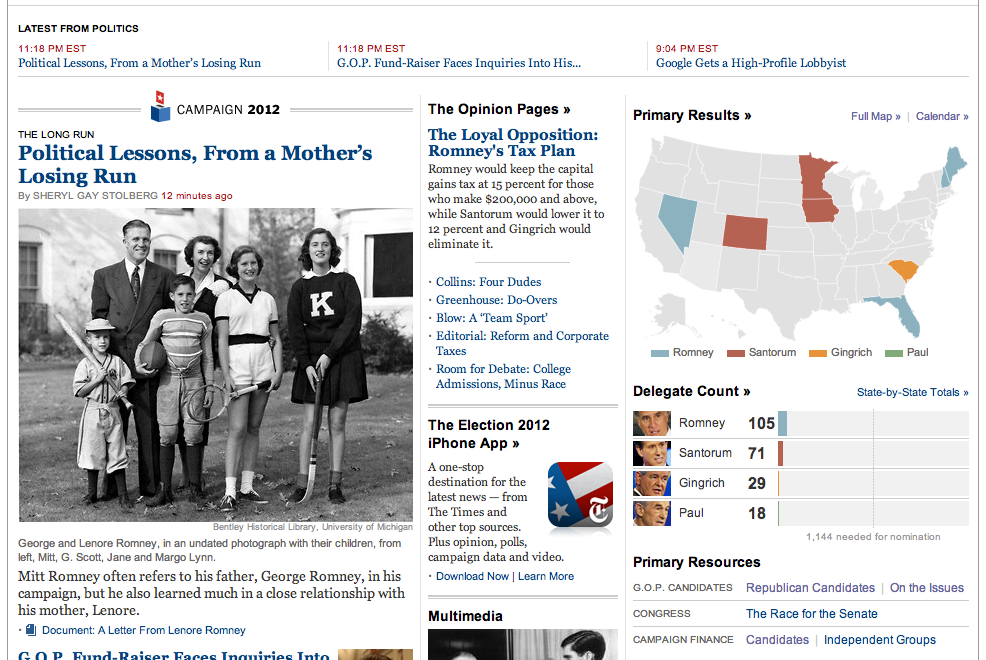 LATEST FROM POLITICS
11:18 PM EST
Political Lessons, From a Mother's Losing Run
11:18 PM EST
G.O.P. Fund-Raiser Faces Inquiries Into His...
9:04 PM EST
Google Gets a High-Profile Lobbyist
CAMPAIGN 2012
THE LONG RUN
Political Lessons, From a Mother’s
Losing Run
By SHERYL GAY STOLBERG 12 minutes ago
K
Bentley Historical Library, University of Michigan
George and Lenore Romney, in an undated photograph with their children, from
left, Mitt, G. Scott, Jane and Margo Lynn.
Mitt Romney often refers to his father, George Romney, in his
campaign, but he also learned much in a close relationship with
his mother, Lenore.
· Document: A Letter From Lenore Romney
G.O.P. Fund-Raiser Faces Inquiries Into
The Opinion Pages »
The Loyal Opposition:
Romney's Tax Plan
Romney would keep the capital
gains tax at 15 percent for those
who make $200,000 and above,
while Santorum would lower it to
12 percent and Gingrich would
eliminate it.
· Collins: Four Dudes
· Greenhouse: Do-Overs
· Blow: A ‘Team Sport’
· Editorial: Reform and Corporate
Taxes
· Room for Debate: College
Admissions, Minus Race
The Election 2012
iPhone App »
A one-stop
destination for the
latest news — from
The Times and
other top sources.
Plus opinion, polls,
campaign data and video.
T
· Download Now | Learn More
Multimedia
Primary Results »
Full Map » | Calendar »
Romney Santorum Gingrich Paul
Delegate Count »
State-by-State Totals »
Romney 105
Santorum 71
Gingrich 29
Paul 18
1,144 needed for nomination
Primary Resources
G.O.P. CANDIDATES Republican Candidates | On the Issues
CONGRESS The Race for the Senate
CAMPAIGN FINANCE Candidates | Independent Groups